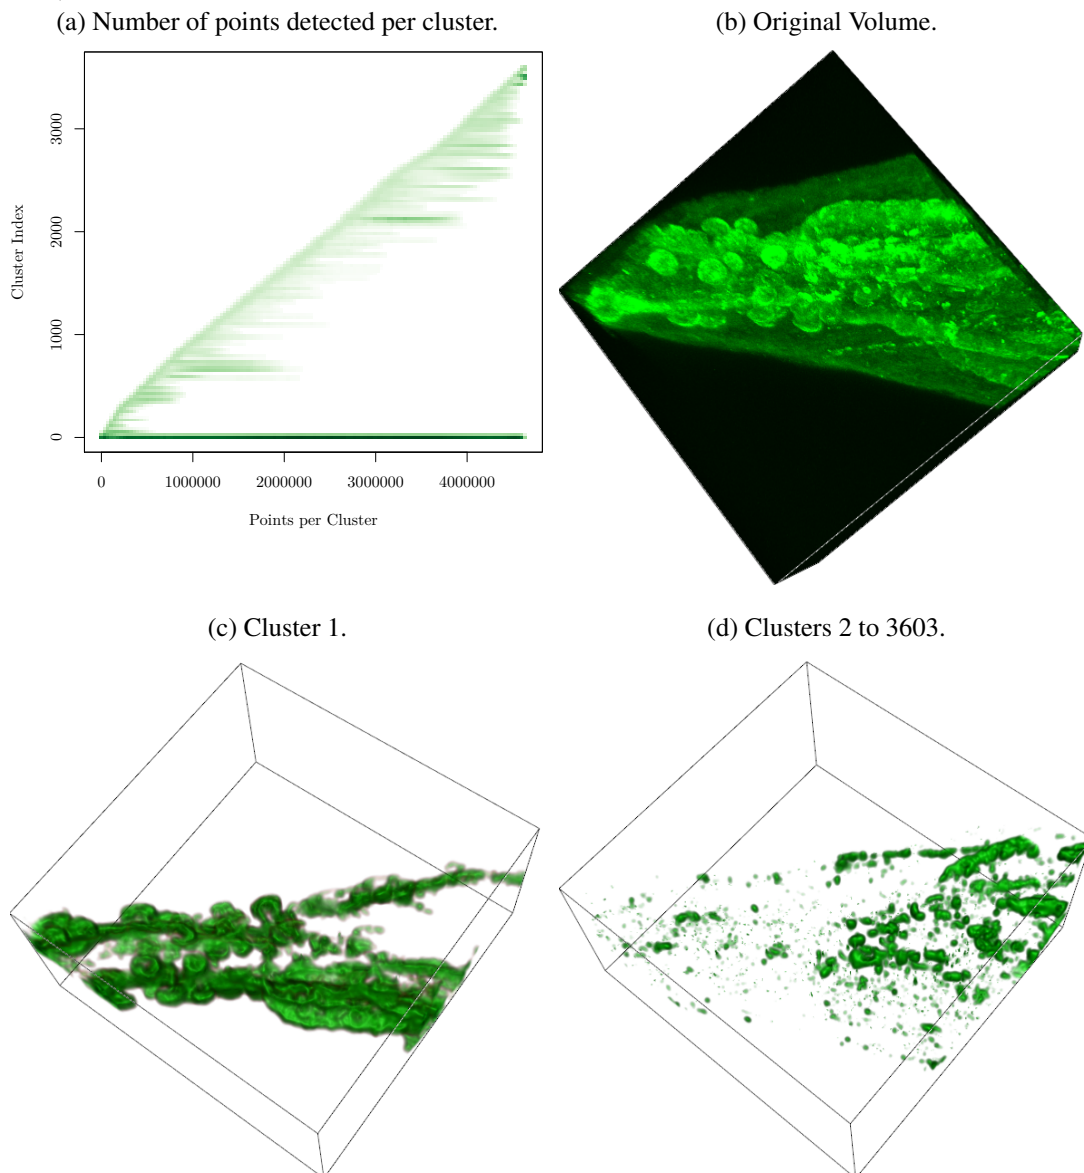 (a) Number of points detected per cluster.
(b) Original Volume.
3000
2000
1000
0
Cluster Index
0 1000000 2000000 3000000 4000000
Points per Cluster
(c) Cluster 1.
(d) Clusters 2 to 3603.